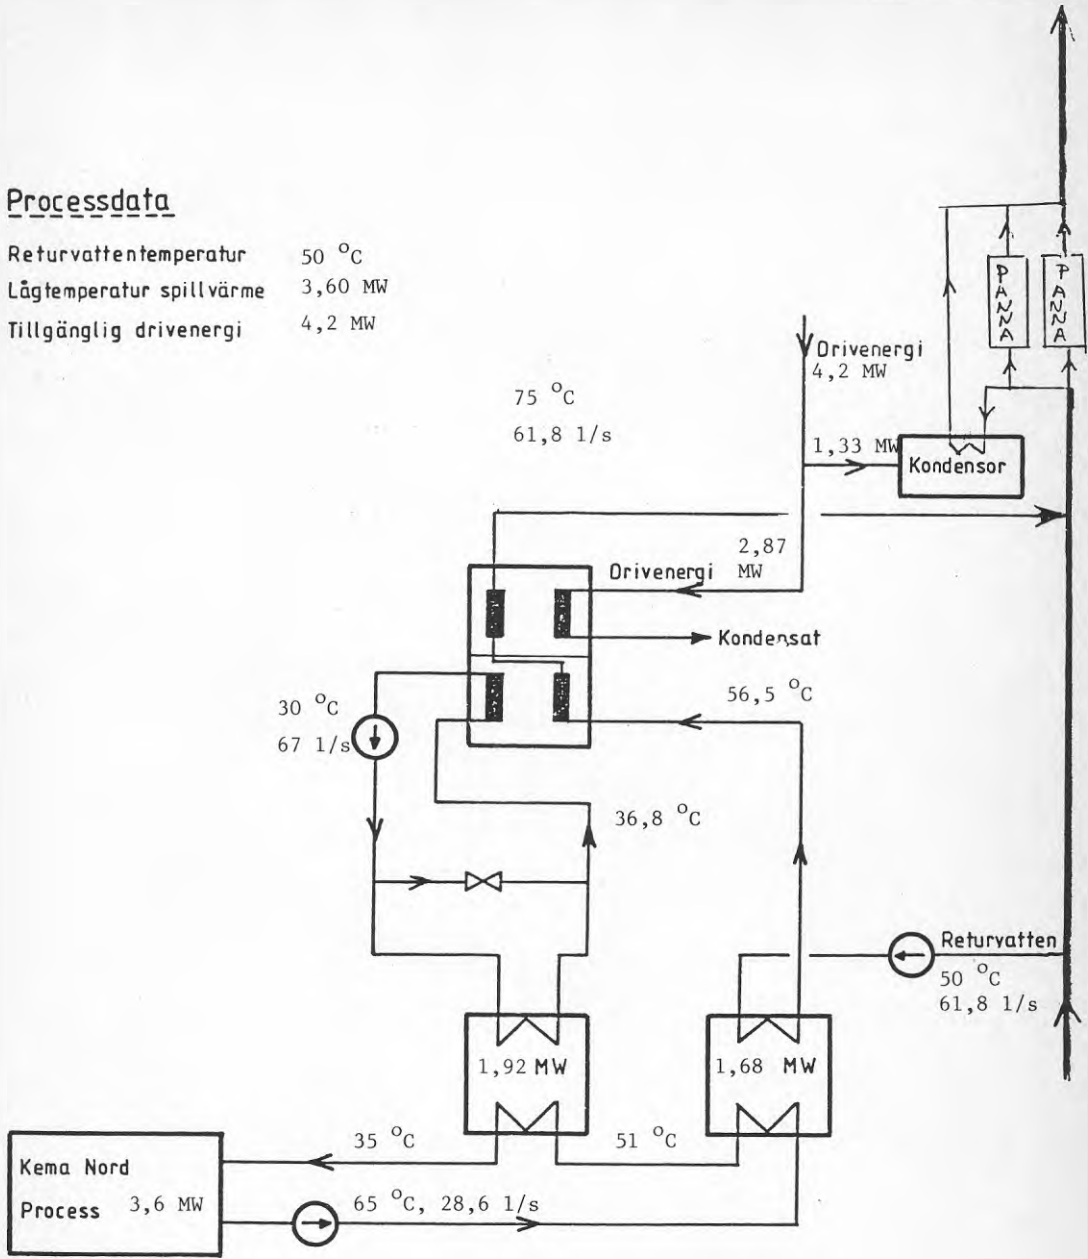 Processdata
Returvattentemperatur 50 °C
Lågtemperatur spillvärme 3,60 MW
Tillgänglig drivenergi 4,2 MW
PANNA
PANNA
Drivenergi
4,2 MW
75 °C
61,8 l/s
1,33 MW
Kondensor
2,87
Drivenergi MW
Kondensat
56,5 °C
30 °C
67 l/s
36,8 °C
Returvatten
50 °C
61,8 l/s
1,92 MW
1,68 MW
35 °C
51 °C
Kema Nord
Process 3,6 MW
65 °C, 28,6 l/s